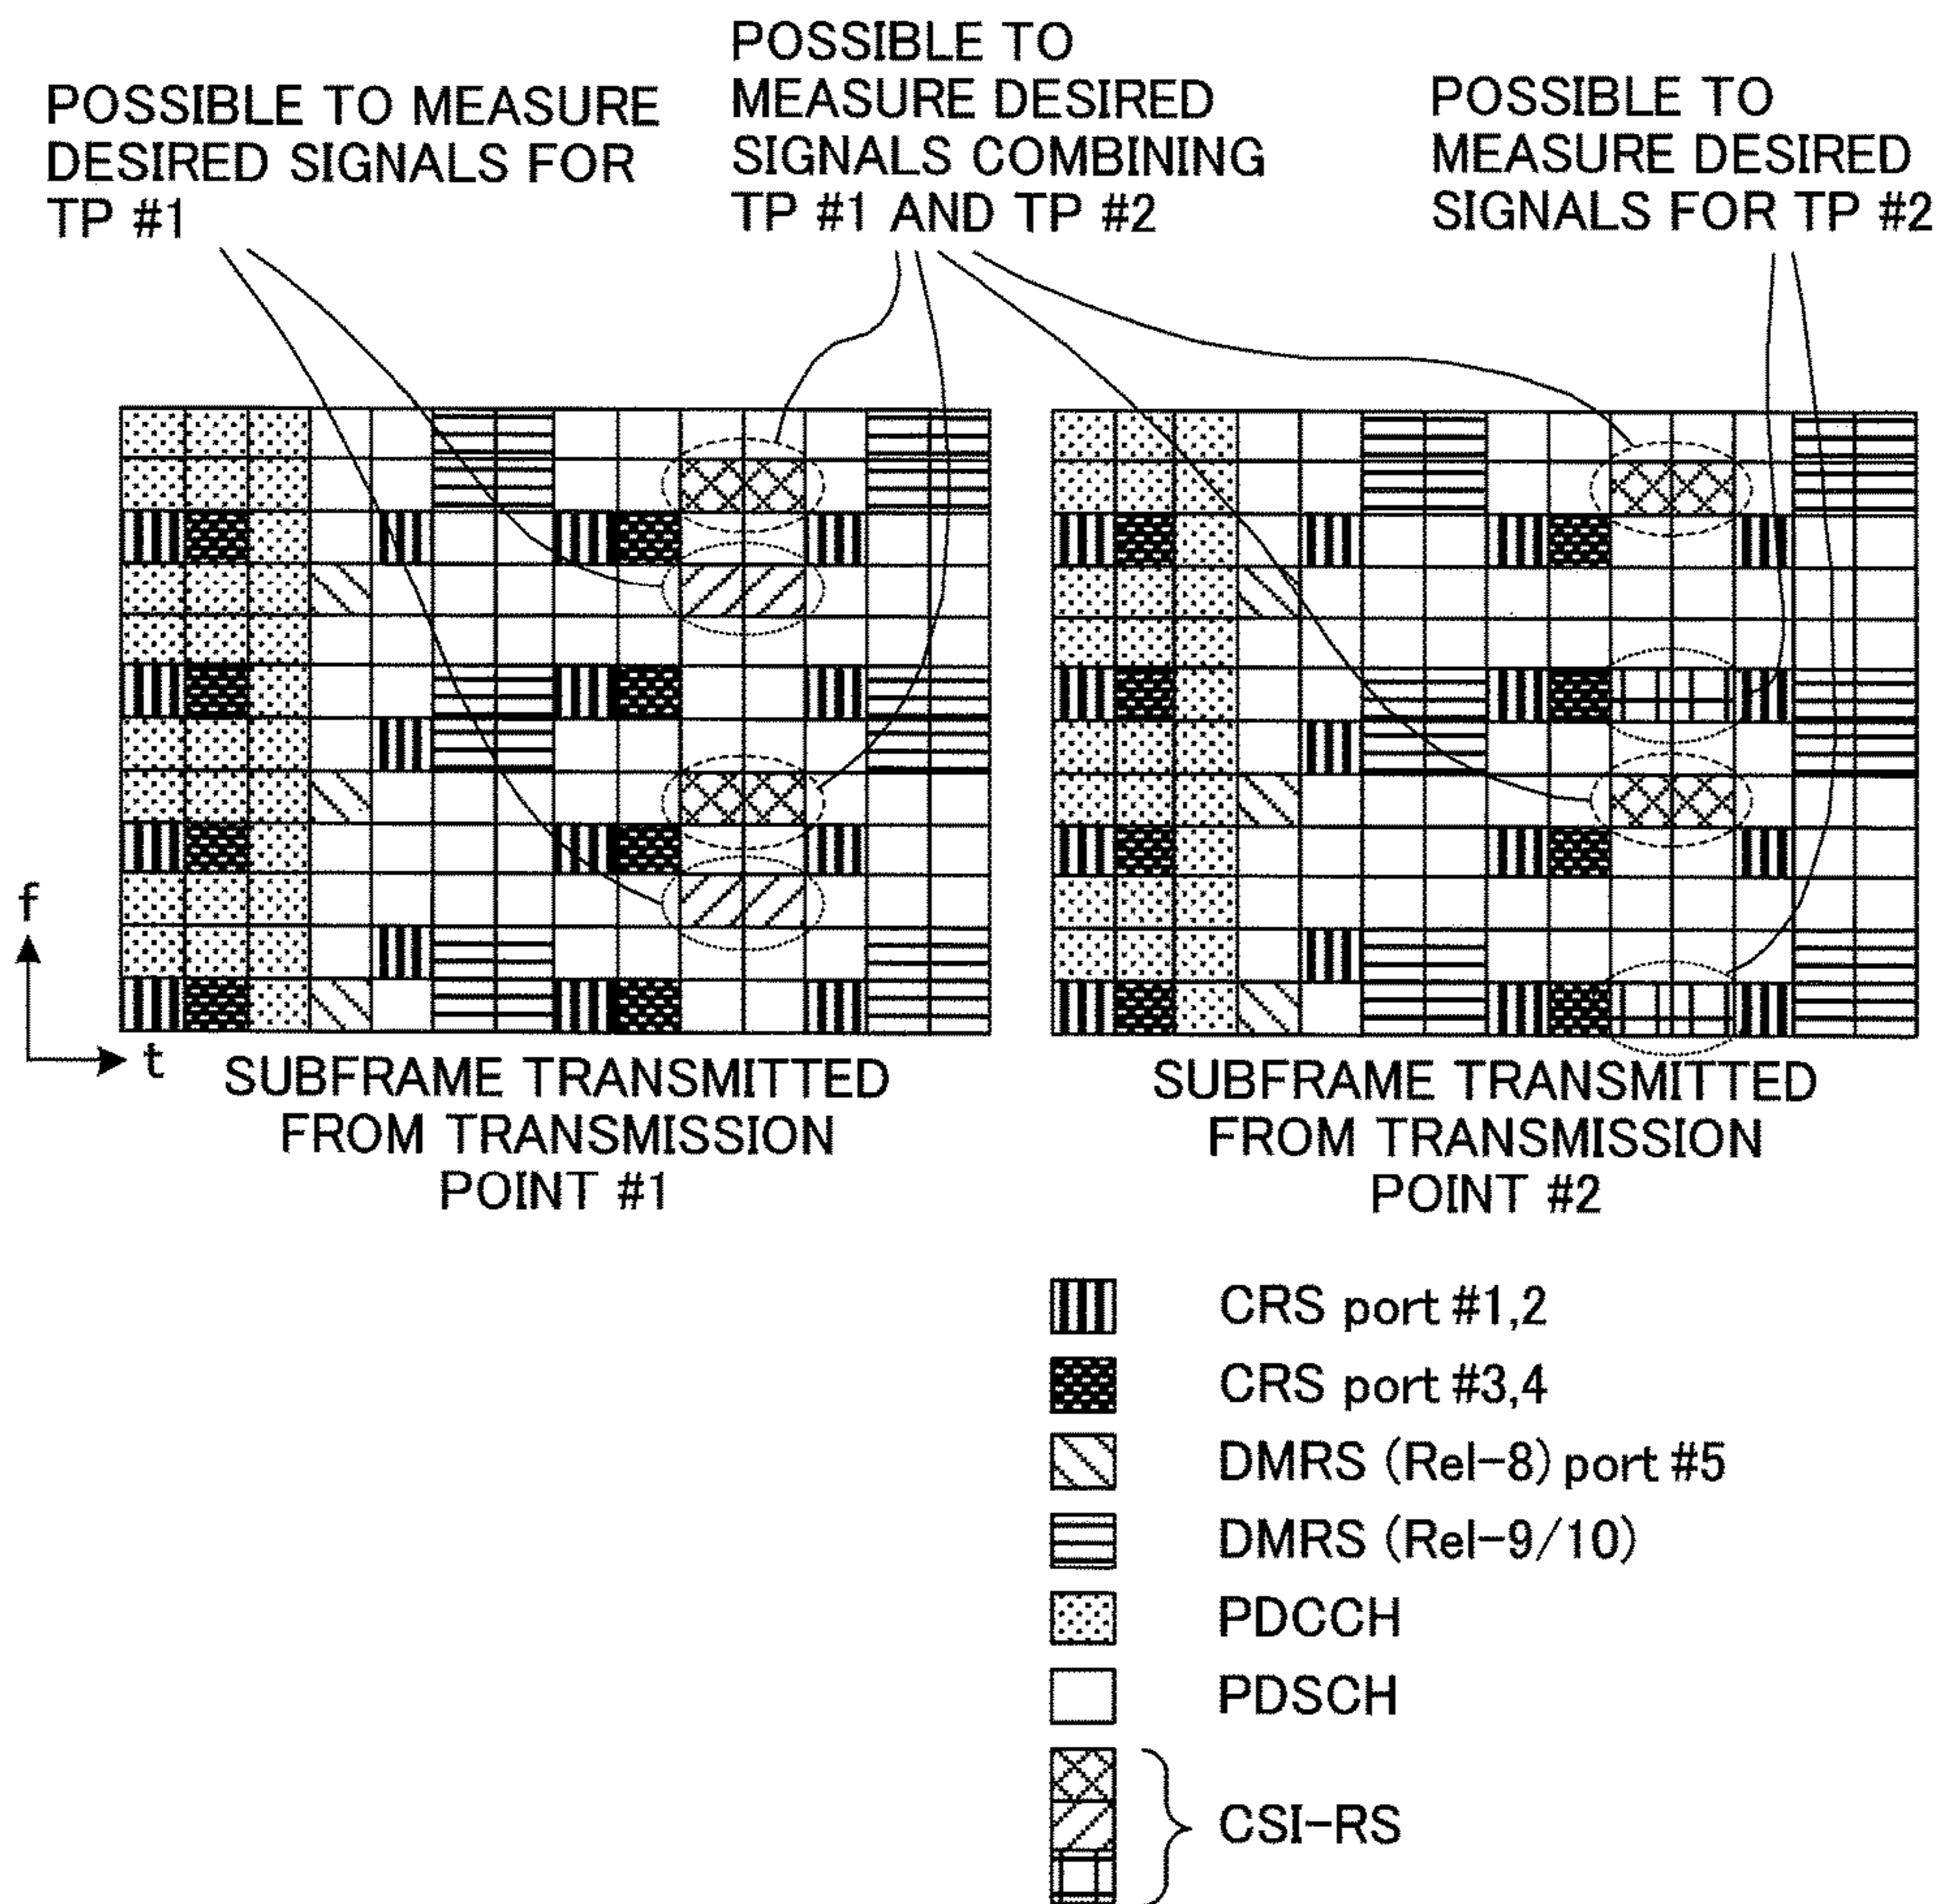 POSSIBLE TO MEASURE
DESIRED SIGNALS FOR
TP #1
POSSIBLE TO
MEASURE DESIRED
SIGNALS COMBINING
TP #1 AND TP #2
POSSIBLE TO
MEASURE DESIRED
SIGNALS FOR TP #2
f
t
SUBFRAME TRANSMITTED
FROM TRANSMISSION
POINT #1
SUBFRAME TRANSMITTED
FROM TRANSMISSION
POINT #2
CRS port #1,2
CRS port #3,4
DMRS (Rel-8) port #5
DMRS (Rel-9/10)
PDCCH
PDSCH
CSI-RS